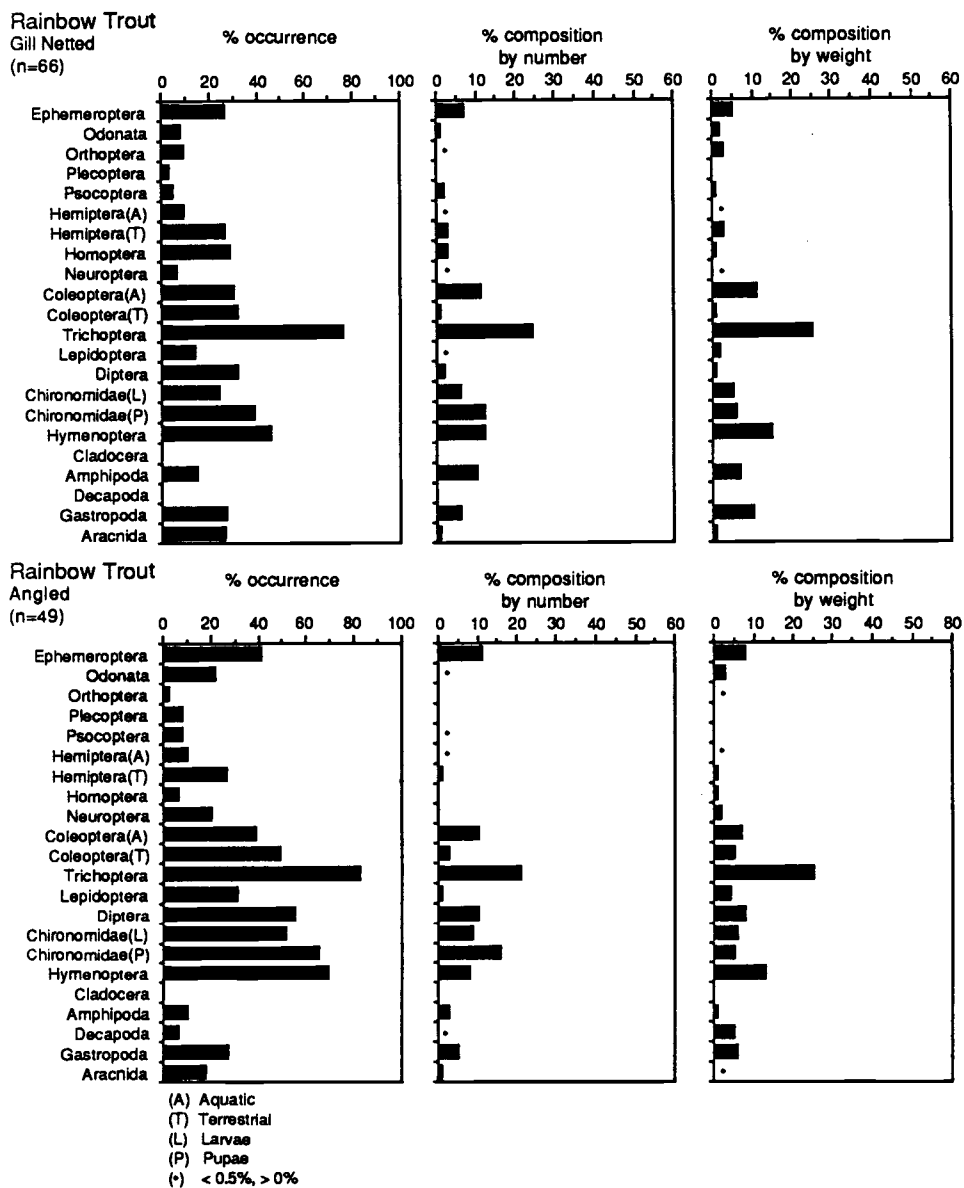 Rainbow Trout
Gill Netted
(n=66)
% occurrence
% composition
by number
% composition
by weight
0 20 40 60 80 100
0 10 20 30 40 50 60
0 10 20 30 40 50 60
Ephemeroptera
Odonata
Orthoptera
Plecoptera
Psocoptera
Hemiptera(A)
Hemiptera(T)
Homoptera
Neuroptera
Coleoptera(A)
Coleoptera(T)
Trichoptera
Lepidoptera
Diptera
Chironomidae(L)
Chironomidae(P)
Hymenoptera
Cladocera
Amphipoda
Decapoda
Gastropoda
Aracnida
Rainbow Trout
Angled
(n=49)
% occurrence
% composition
by number
% composition
by weight
0 20 40 60 80 100
0 10 20 30 40 50 60
0 10 20 30 40 50 60
Ephemeroptera
Odonata
Orthoptera
Plecoptera
Psocoptera
Hemiptera(A)
Hemiptera(T)
Homoptera
Neuroptera
Coleoptera(A)
Coleoptera(T)
Trichoptera
Lepidoptera
Diptera
Chironomidae(L)
Chironomidae(P)
Hymenoptera
Cladocera
Amphipoda
Decapoda
Gastropoda
Aracnida
(A) Aquatic
(T) Terrestrial
(L) Larvae
(P) Pupae
(•) < 0.5%, > 0%